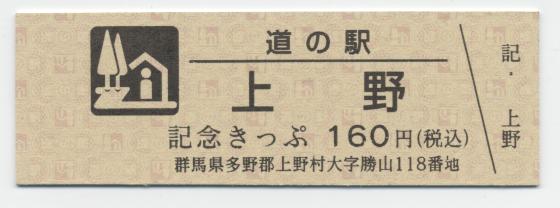 道の駅
上野
記念きっぷ 160円(税込)
群馬県多野郡上野村大字勝山118番地
記・上野